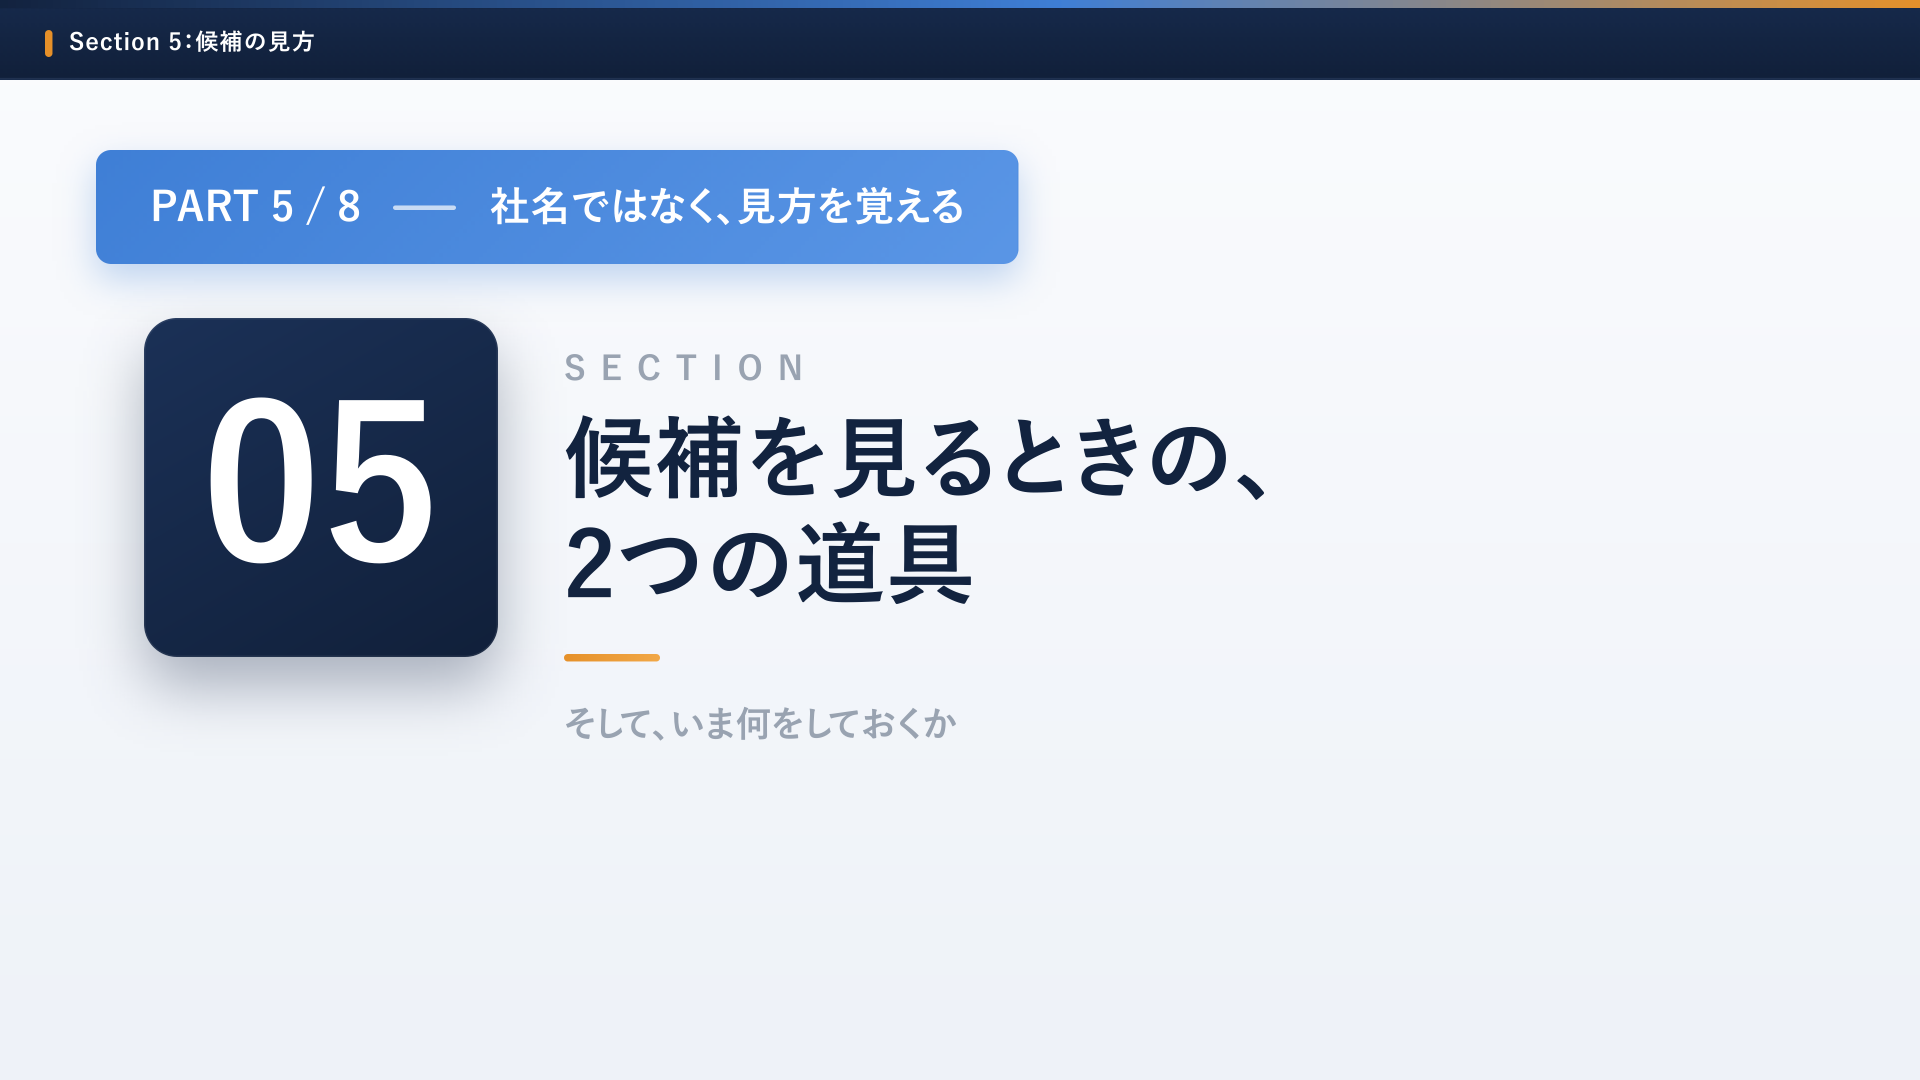 Section 5：候補の見方
PART 5 / 8 — 社名ではなく、見方を覚える
05
SECTION
候補を見るときの、
2つの道具
そして、いま何をしておくか